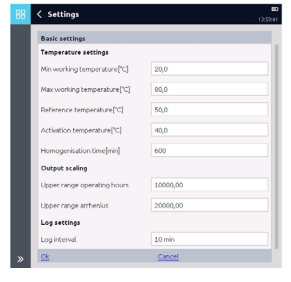 Settings
13:50:41
Basic settings
Temperature settings
Min working temperature[°C] 20,0
Max working temperature[°C] 80,0
Reference temperature[°C] 50,0
Activation temperature[°C] 40,0
Homogenisation time[min] 600
Output scaling
Upper range operating hours 10000,00
Upper range arrhenius 20000,00
Log settings
Log interval 10 min
Ok Cancel